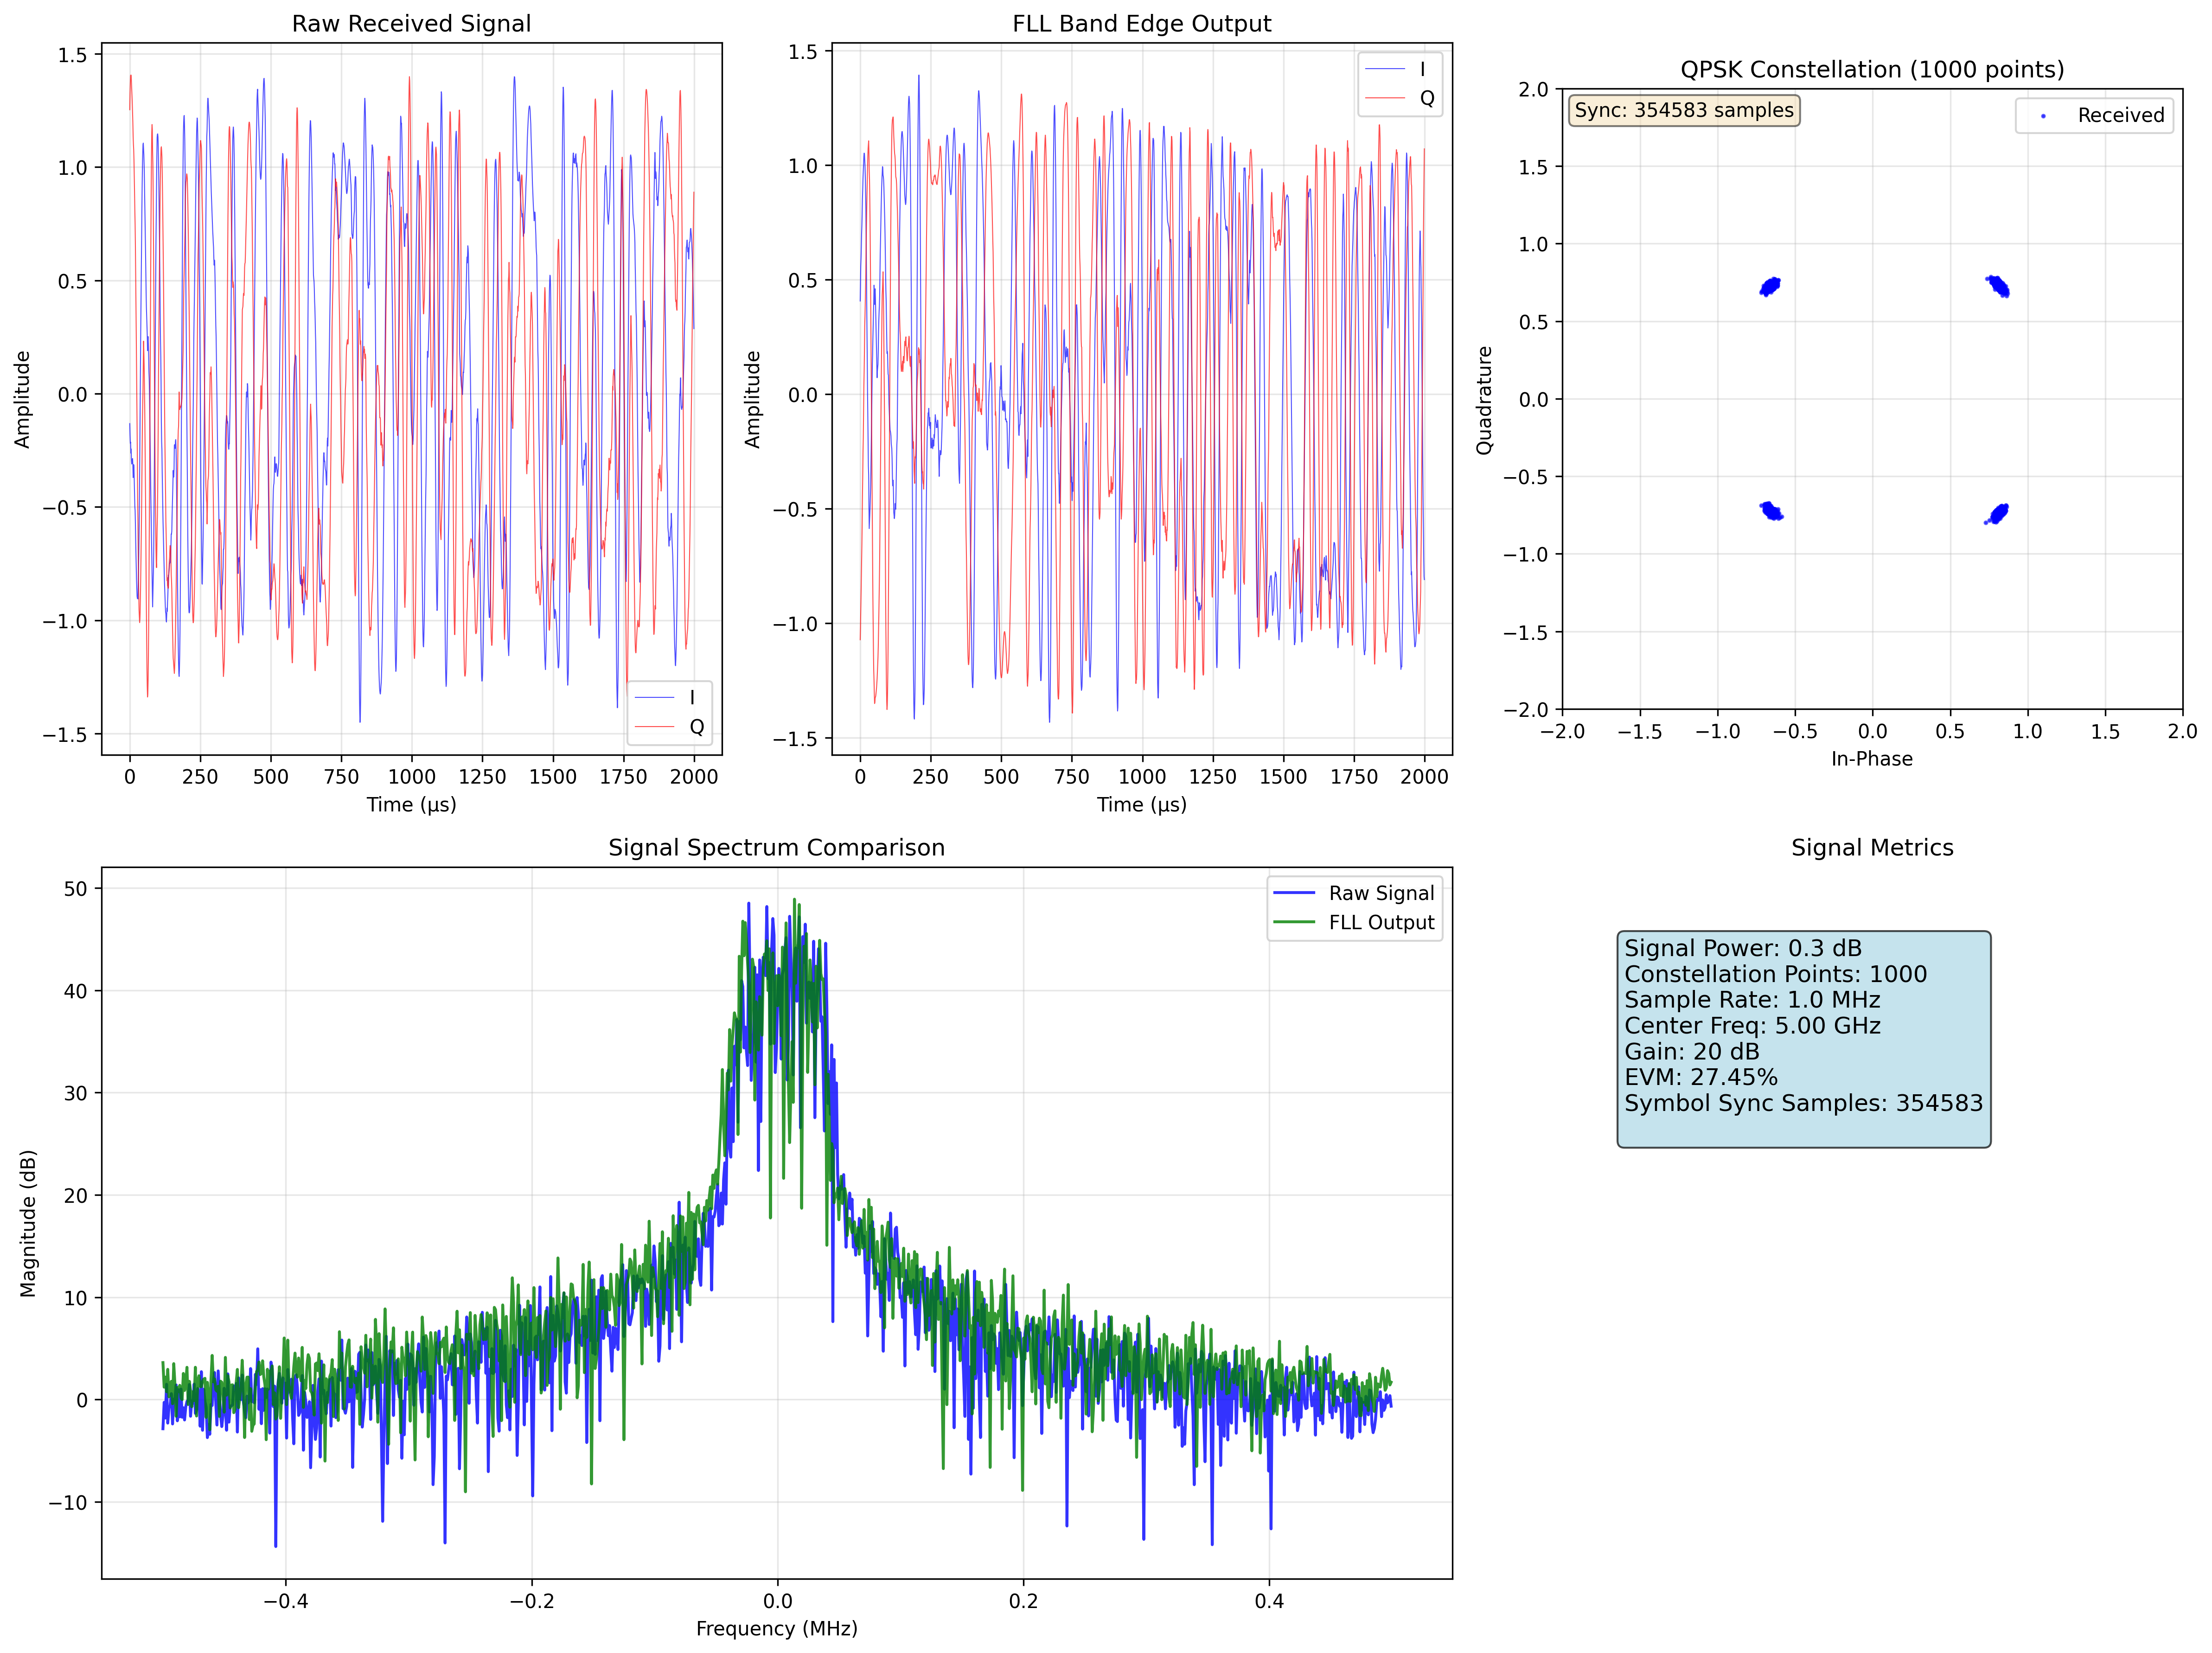 Raw Received Signal
1.5
1.0
0.5
0.0
−0.5
−1.0
−1.5
Amplitude
I
Q
0 250 500 750 1000 1250 1500 1750 2000
Time (μs)
FLL Band Edge Output
1.5
1.0
0.5
0.0
−0.5
−1.0
−1.5
Amplitude
I
Q
0 250 500 750 1000 1250 1500 1750 2000
Time (μs)
QPSK Constellation (1000 points)
Sync: 354583 samples
Received
2.0
1.5
1.0
0.5
0.0
−0.5
−1.0
−1.5
−2.0
Quadrature
−2.0 −1.5 −1.0 −0.5 0.0 0.5 1.0 1.5 2.0
In-Phase
Signal Spectrum Comparison
50
40
30
20
10
0
−10
Magnitude (dB)
Raw Signal
FLL Output
−0.4 −0.2 0.0 0.2 0.4
Frequency (MHz)
Signal Metrics
Signal Power: 0.3 dB
Constellation Points: 1000
Sample Rate: 1.0 MHz
Center Freq: 5.00 GHz
Gain: 20 dB
EVM: 27.45%
Symbol Sync Samples: 354583